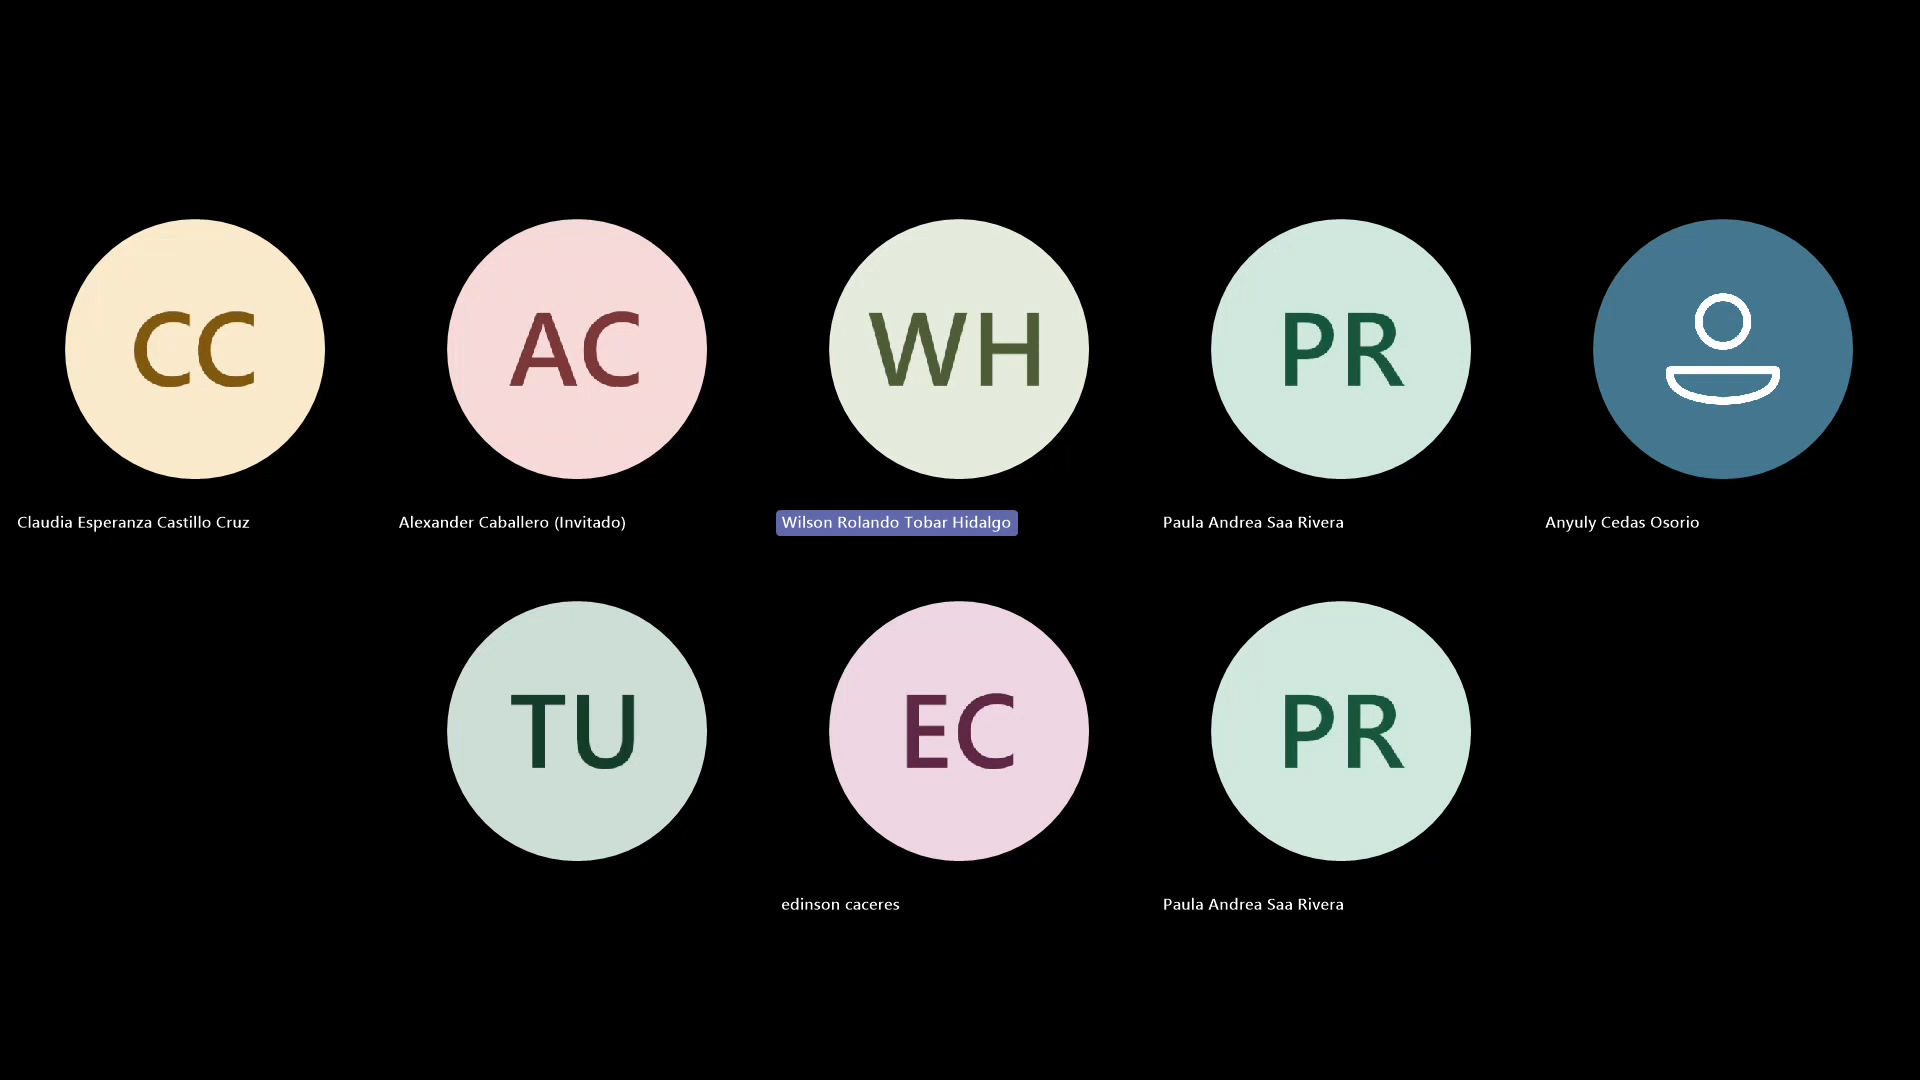 CC
AC
WH
PR
Claudia Esperanza Castillo Cruz
Alexander Caballero (Invitado)
Wilson Rolando Tobar Hidalgo
Paula Andrea Saa Rivera
Anyuly Cedas Osorio
TU
EC
PR
edinson caceres
Paula Andrea Saa Rivera